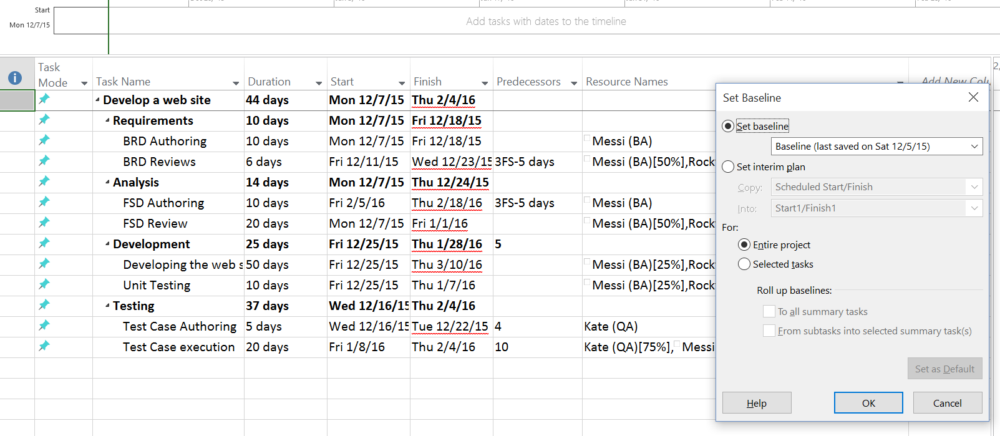 Start
Mon 12/7/15
Add tasks with dates to the timeline
Task Mode Task Name Duration Start Finish Predecessors Resource Names Add New
Develop a web site 44 days Mon 12/7/15 Thu 2/4/16
Requirements 10 days Mon 12/7/15 Fri 12/18/15
BRD Authoring 10 days Mon 12/7/15 Fri 12/18/15 Messi (BA)
BRD Reviews 6 days Fri 12/11/15 Wed 12/23/15 3FS-5 days Messi (BA)[50%],Rock
Analysis 14 days Mon 12/7/15 Thu 12/24/15
FSD Authoring 10 days Fri 2/5/16 Thu 2/18/16 3FS-5 days Messi (BA)
FSD Review 20 days Mon 12/7/15 Fri 1/1/16 Messi (BA)[50%],Rock
Development 25 days Fri 12/25/15 Thu 1/28/16 5
Developing the web s 50 days Fri 12/25/15 Thu 3/10/16 Messi (BA)[25%],Rock
Unit Testing 10 days Fri 12/25/15 Thu 1/7/16 Messi (BA)[25%],Rock
Testing 37 days Wed 12/16/15 Thu 2/4/16
Test Case Authoring 5 days Wed 12/16/15 Tue 12/22/15 4 Kate (QA)
Test Case execution 20 days Fri 1/8/16 Thu 2/4/16 10 Kate (QA)[75%], Messi
Set Baseline
Set baseline
Baseline (last saved on Sat 12/5/15)
Set interim plan
Copy: Scheduled Start/Finish
Into: Start1/Finish1
For:
Entire project
Selected tasks
Roll up baselines:
To all summary tasks
From subtasks into selected summary task(s)
Set as Default
Help OK Cancel